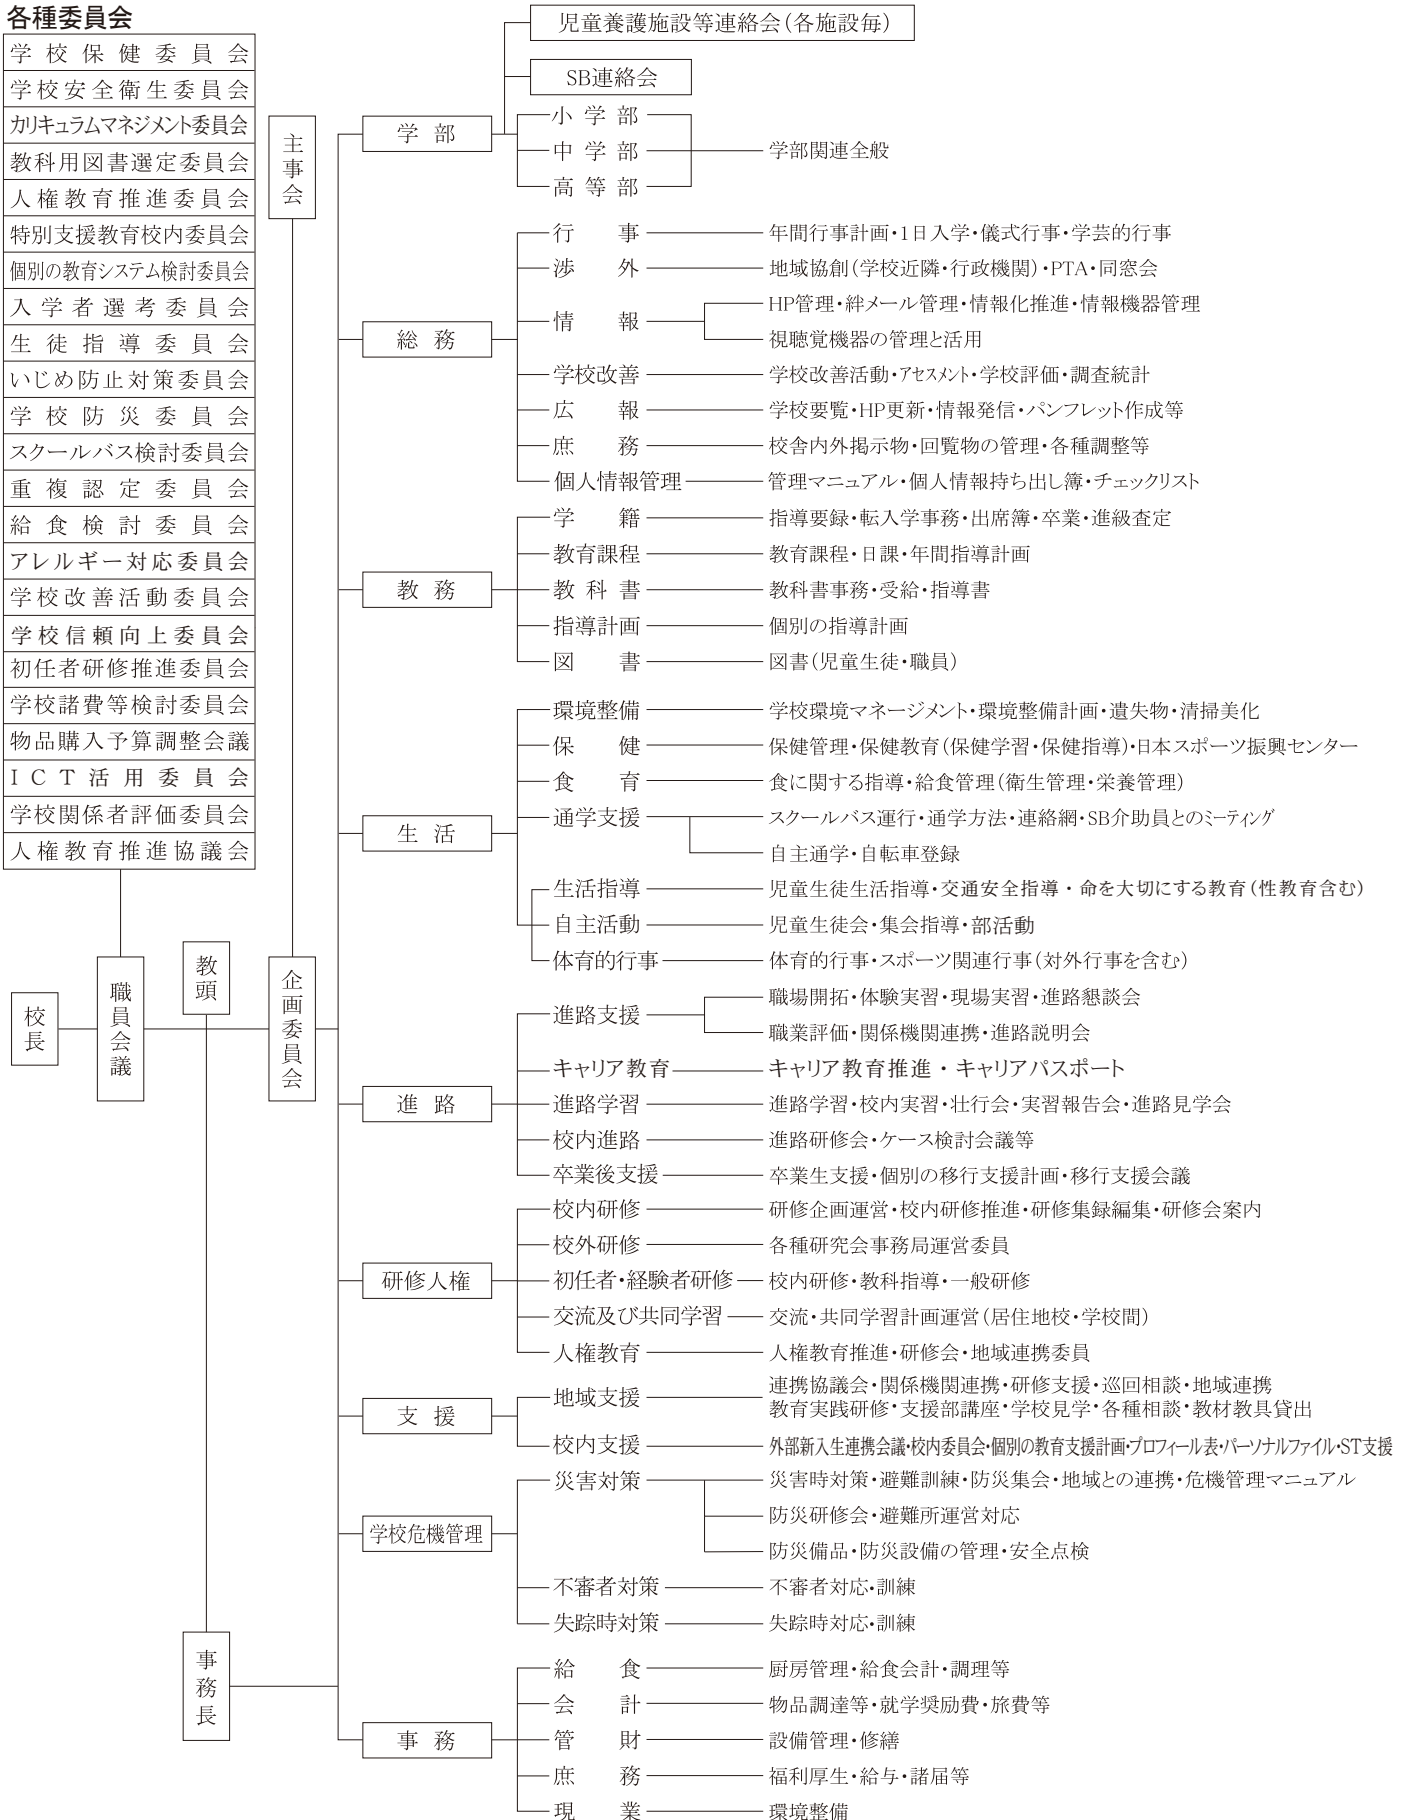 各種委員会
学校保健委員会
学校安全衛生委員会
カリキュラムマネジメント委員会
教科用図書選定委員会
人権教育推進委員会
特別支援教育校内委員会
個別の教育システム検討委員会
入学者選考委員会
生徒指導委員会
いじめ防止対策委員会
学校防災委員会
スクールバス検討委員会
重複認定委員会
給食検討委員会
アレルギー対応委員会
学校改善活動委員会
学校信頼向上委員会
初任者研修推進委員会
学校諸費等検討委員会
物品購入予算調整会議
ICT活用委員会
学校関係者評価委員会
人権教育推進協議会
校長
職員会議
教頭
事務長
主事会
企画委員会
学部
児童養護施設等連絡会(各施設毎)
SB連絡会
小学部
中学部
高等部
学部関連全般
総務
行事 年間行事計画・1日入学・儀式行事・学芸的行事
渉外 地域協創(学校近隣・行政機関)・PTA・同窓会
情報 HP管理・絆メール管理・情報化推進・情報機器管理
視聴覚機器の管理と活用
学校改善 学校改善活動・アセスメント・学校評価・調査統計
広報 学校要覧・HP更新・情報発信・パンフレット作成等
庶務 校舎内外掲示物・回覧物の管理・各種調整等
個人情報管理 管理マニュアル・個人情報持ち出し簿・チェックリスト
教務
学籍 指導要録・転入学事務・出席簿・卒業・進級査定
教育課程 教育課程・日課・年間指導計画
教科書 教科書事務・受給・指導書
指導計画 個別の指導計画
図書 図書(児童生徒・職員)
生活
環境整備 学校環境マネージメント・環境整備計画・遺失物・清掃美化
保健 保健管理・保健教育(保健学習・保健指導)・日本スポーツ振興センター
食育 食に関する指導・給食管理(衛生管理・栄養管理)
通学支援 スクールバス運行・通学方法・連絡網・SB介助員とのミーティング
自主通学・自転車登録
生活指導 児童生徒生活指導・交通安全指導・命を大切にする教育(性教育含む)
自主活動 児童生徒会・集会指導・部活動
体育的行事 体育的行事・スポーツ関連行事(対外行事を含む)
進路
進路支援 職場開拓・体験実習・現場実習・進路懇談会
職業評価・関係機関連携・進路説明会
キャリア教育 キャリア教育推進・キャリアパスポート
進路学習 進路学習・校内実習・壮行会・実習報告会・進路見学会
校内進路 進路研修会・ケース検討会議等
卒業後支援 卒業生支援・個別の移行支援計画・移行支援会議
研修人権
校内研修 研修企画運営・校内研修推進・研修集録編集・研修会案内
校外研修 各種研究会事務局運営委員
初任者・経験者研修 校内研修・教科指導・一般研修
交流及び共同学習 交流・共同学習計画運営(居住地校・学校間)
人権教育 人権教育推進・研修会・地域連携委員
支援
地域支援 連携協議会・関係機関連携・研修支援・巡回相談・地域連携
教育実践研修・支援部講座・学校見学・各種相談・教材教具貸出
校内支援 外部新入生連携会議・校内委員会・個別の教育支援計画・プロフィール表・パーソナルファイル・ST支援
学校危機管理
災害対策 災害時対策・避難訓練・防災集会・地域との連携・危機管理マニュアル
防災研修会・避難所運営対応
防災備品・防災設備の管理・安全点検
不審者対策 不審者対応・訓練
失踪時対策 失踪時対応・訓練
事務
給食 厨房管理・給食会計・調理等
会計 物品調達等・就学奨励費・旅費等
管財 設備管理・修繕
庶務 福利厚生・給与・諸届等
現業 環境整備